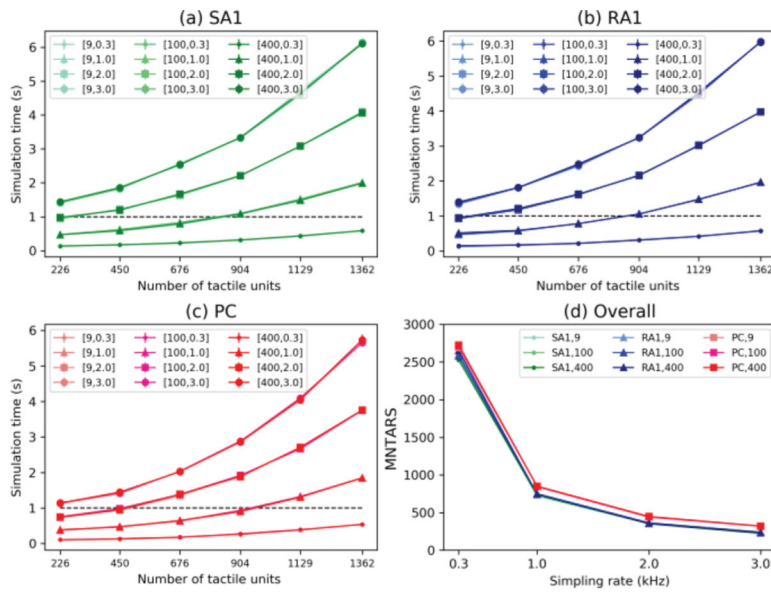 (a) SA1
[9,0.3] [100,0.3] [400,0.3]
[9,1.0] [100,1.0] [400,1.0]
[9,2.0] [100,2.0] [400,2.0]
[9,3.0] [100,3.0] [400,3.0]
Simulation time (s)
6
5
4
3
2
1
0
226 450 676 904 1129 1362
Number of tactile units
(b) RA1
[9,0.3] [100,0.3] [400,0.3]
[9,1.0] [100,1.0] [400,1.0]
[9,2.0] [100,2.0] [400,2.0]
[9,3.0] [100,3.0] [400,3.0]
Simulation time (s)
6
5
4
3
2
1
0
226 450 676 904 1129 1362
Number of tactile units
(c) PC
[9,0.3] [100,0.3] [400,0.3]
[9,1.0] [100,1.0] [400,1.0]
[9,2.0] [100,2.0] [400,2.0]
[9,3.0] [100,3.0] [400,3.0]
Simulation time (s)
6
5
4
3
2
1
0
226 450 676 904 1129 1362
Number of tactile units
(d) Overall
SA1,9 RA1,9 PC,9
SA1,100 RA1,100 PC,100
SA1,400 RA1,400 PC,400
MNTARS
3000
2500
2000
1500
1000
500
0
0.3 1.0 2.0 3.0
Simpling rate (kHz)